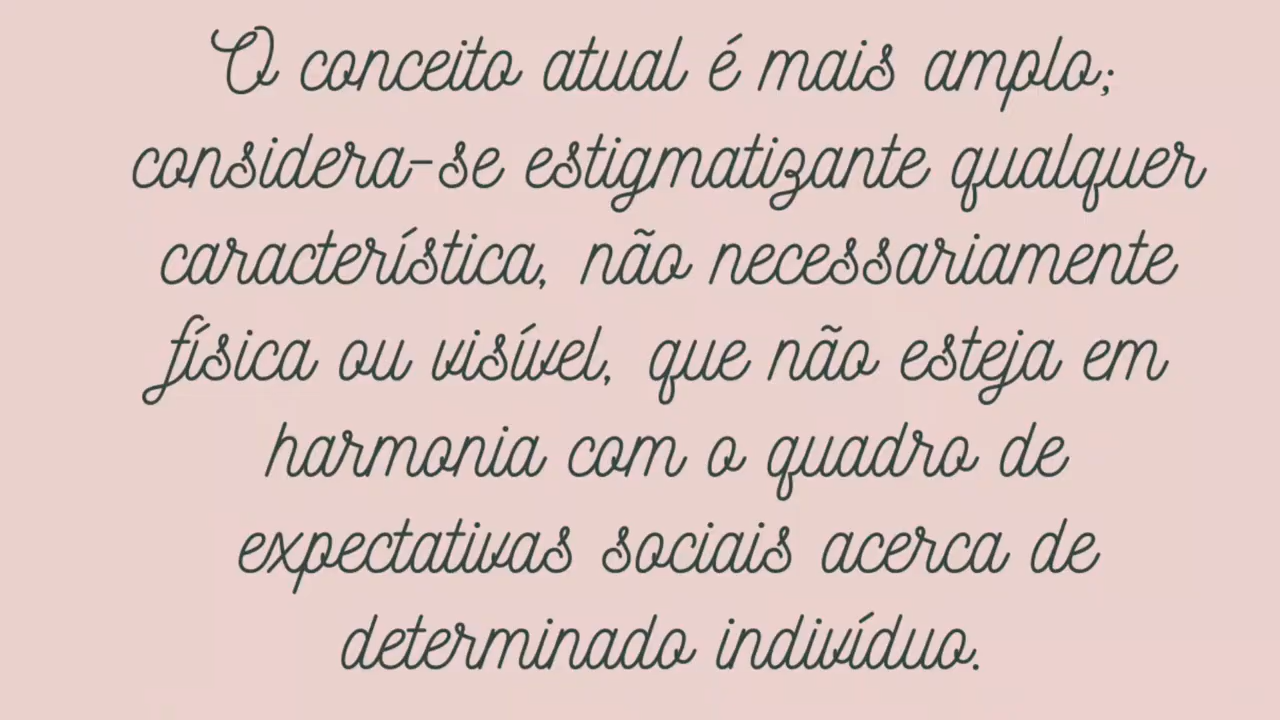 O conceito atual é mais amplo;
considera-se estigmatizante qualquer
característica, não necessariamente
física ou visível, que não esteja em
harmonia com o quadro de
expectativas sociais acerca de
determinado indivíduo.